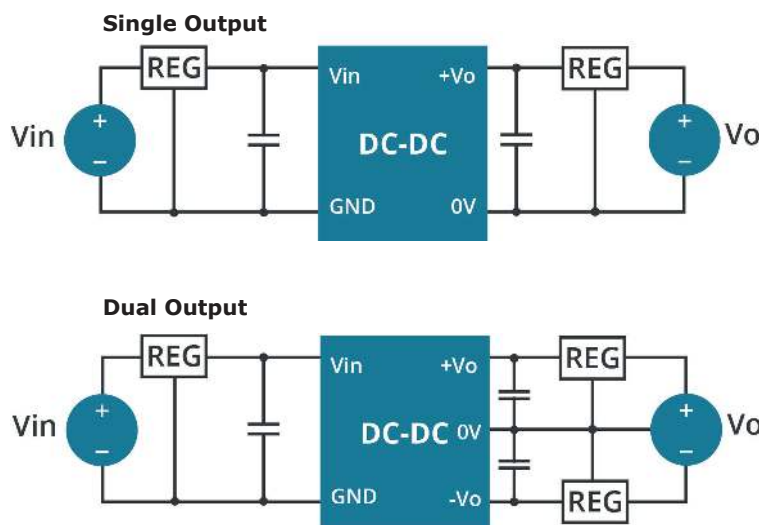 Single Output
REG
Vin
+Vo
REG
Vin
+
−
DC-DC
+
−
Vo
GND
0V
Dual Output
REG
Vin
+Vo
REG
Vin
+
−
DC-DC
0V
+
−
Vo
GND
-Vo
REG